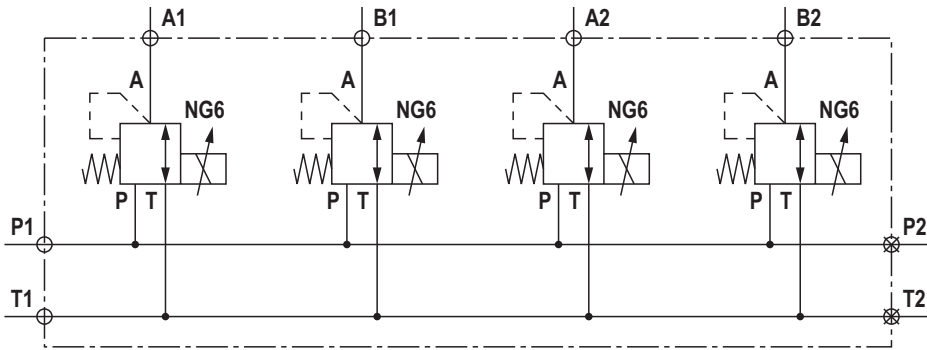 A1 B1 A2 B2
A A A A
NG6 NG6 NG6 NG6
P T P T P T P T
P1 P2
T1 T2